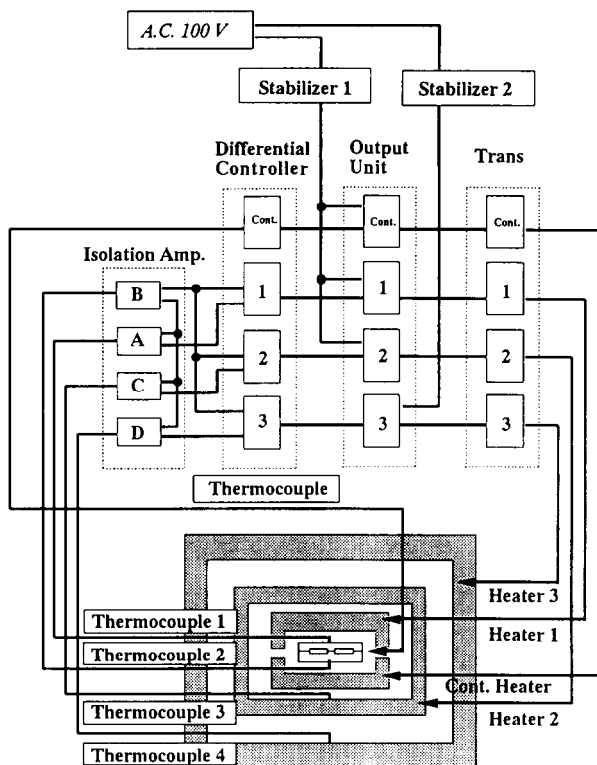 A.C. 100 V
Stabilizer 1
Stabilizer 2
Differential
Controller
Output
Unit
Trans
Cont.
Cont.
Cont.
Isolation Amp.
B
1
1
1
A
2
2
2
C
D
3
3
3
Thermocouple
Heater 3
Thermocouple 1
Heater 1
Thermocouple 2
Cont. Heater
Thermocouple 3
Heater 2
Thermocouple 4